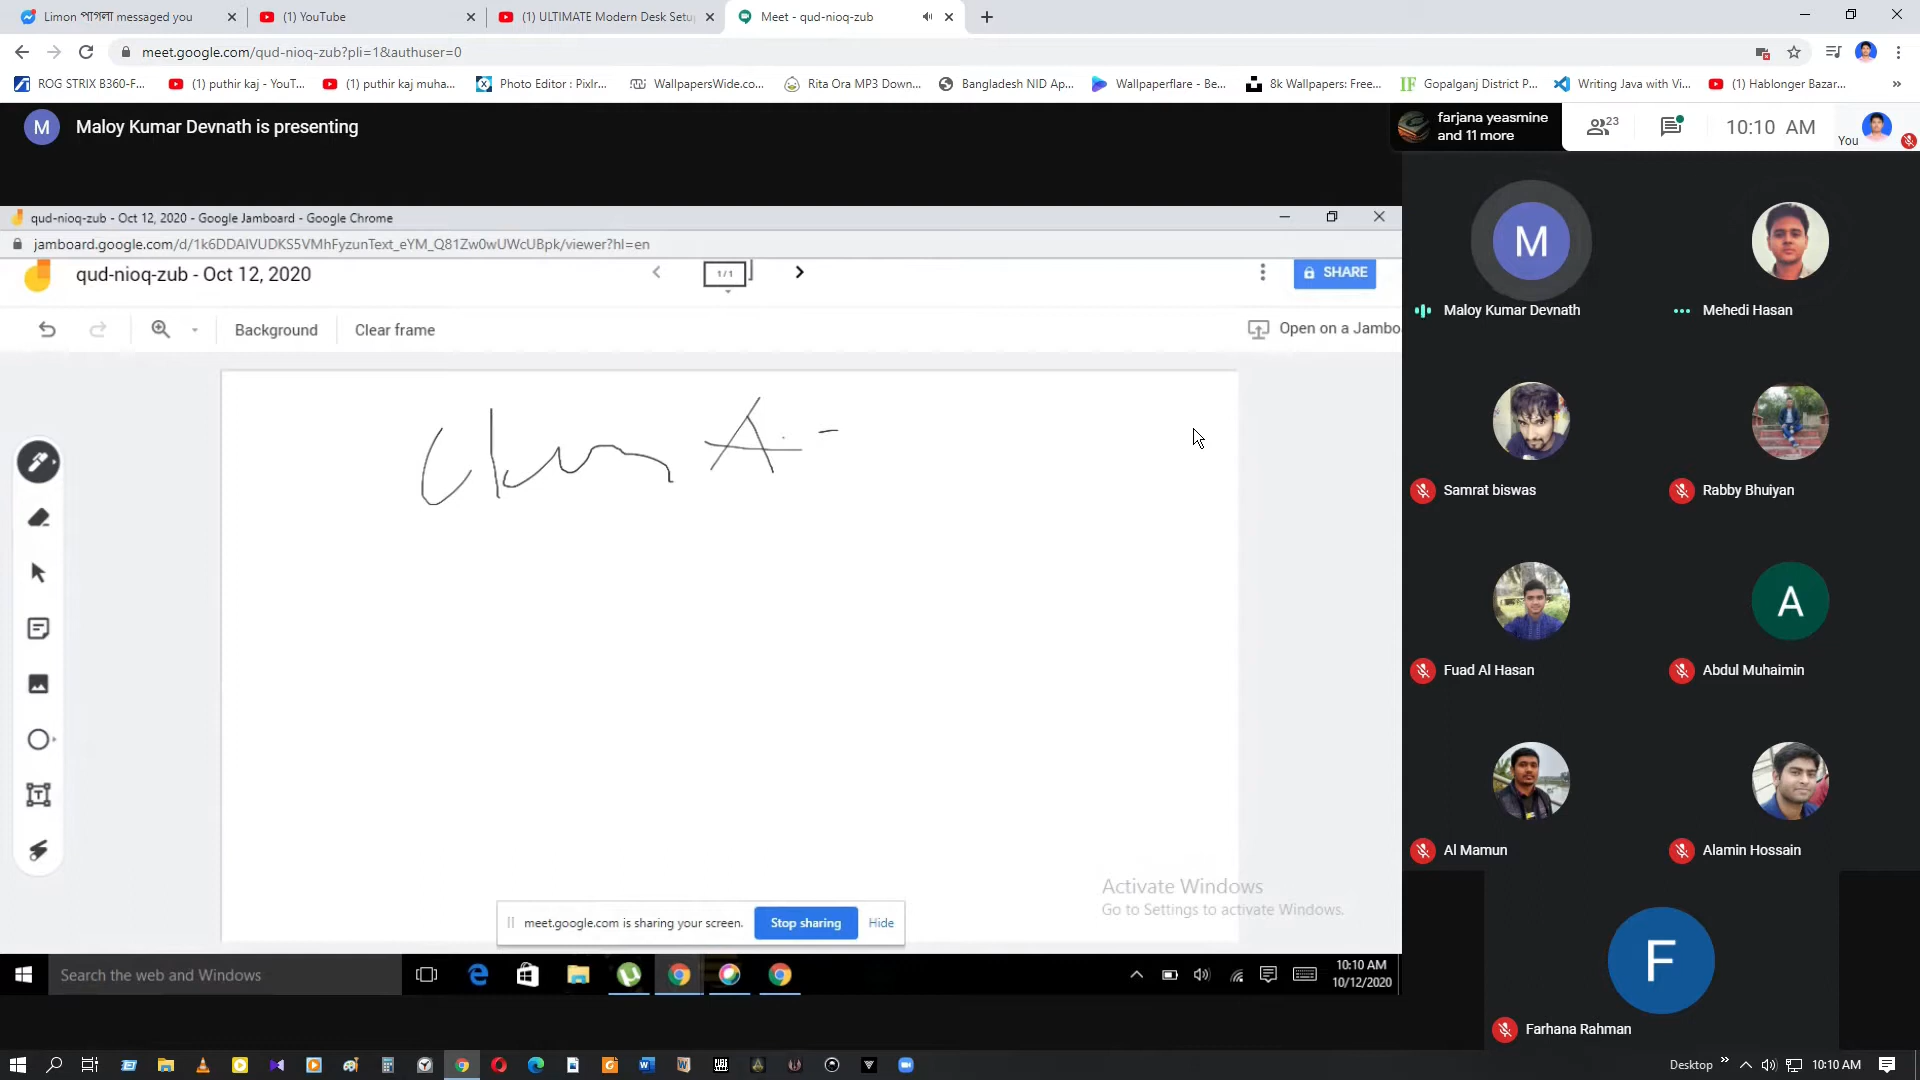 Limon পাগলা messaged you
(1) YouTube
(1) ULTIMATE Modern Desk Setu
Meet - qud-nioq-zub
meet.google.com/qud-nioq-zub?pli=1&authuser=0
ROG STRIX B360-F...
(1) puthir kaj - YouT...
(1) puthir kaj muha...
Photo Editor : Pixlr...
WallpapersWide.co...
Rita Ora MP3 Down...
Bangladesh NID Ap...
Wallpaperflare - Be...
8k Wallpapers: Free...
IF Gopalganj District P...
Writing Java with Vi...
(1) Hablonger Bazar...
M Maloy Kumar Devnath is presenting
farjana yeasmine
and 11 more
23
10:10 AM
You
qud-nioq-zub - Oct 12, 2020 - Google Jamboard - Google Chrome
jamboard.google.com/d/1k6DDAlVUDKS5VMhFyzunText_eYM_Q81Zw0wUWcUBpk/viewer?hl=en
qud-nioq-zub - Oct 12, 2020
1/1
SHARE
Background
Clear frame
Open on a Jambo
A -
Activate Windows
Go to Settings to activate Windows.
meet.google.com is sharing your screen.
Stop sharing
Hide
Search the web and Windows
10:10 AM
10/12/2020
M
Maloy Kumar Devnath
Mehedi Hasan
Samrat biswas
Rabby Bhuiyan
Fuad Al Hasan
A
Abdul Muhaimin
Al Mamun
Alamin Hossain
F
Farhana Rahman
Desktop
10:10 AM